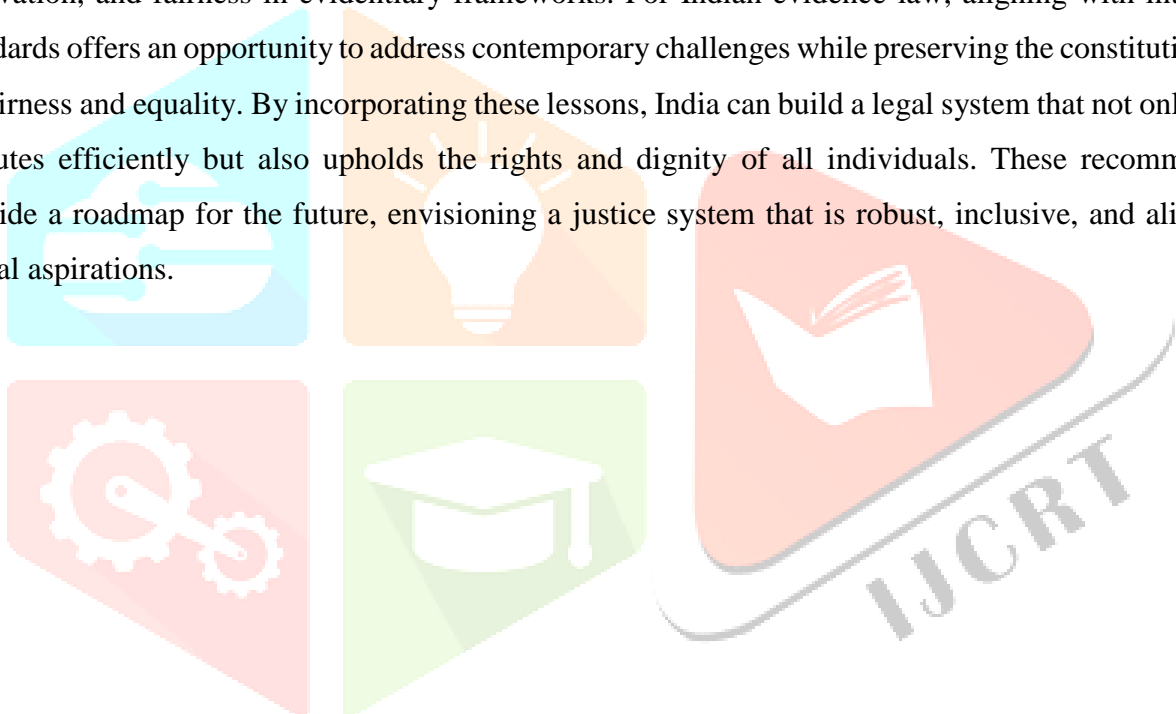 and fairness in evidentiary frameworks. For Indian evidence law, aligning with
offers an opportunity to address contemporary challenges while preserving the
and equality. By incorporating these lessons, India can build a legal system that not
efficiently but also upholds the rights and dignity of all individuals. These
a roadmap for the future, envisioning a justice system that is robust, inclusive, and
aspirations.
IJCRT